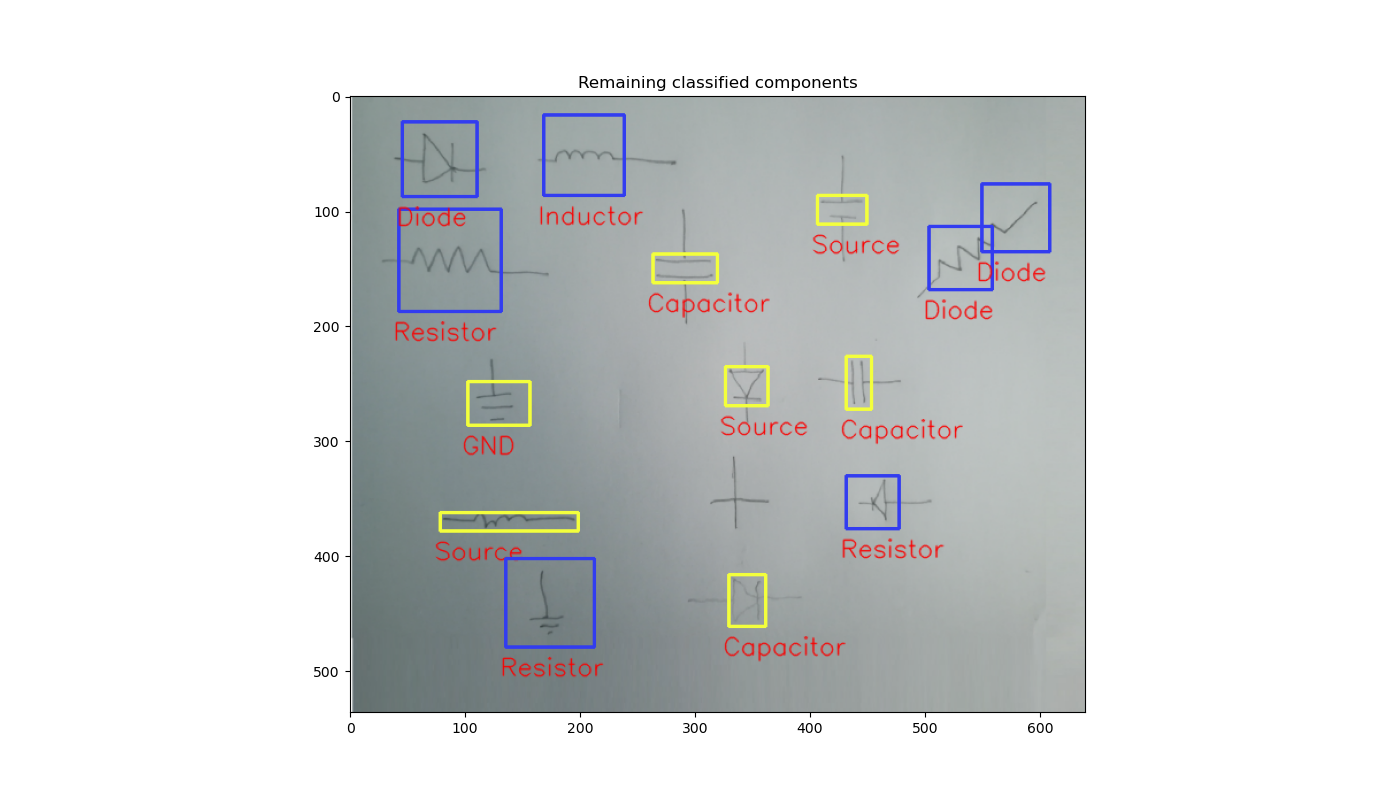 Remaining classified components
0
100
200
300
400
500
Diode
Inductor
Source
Diode
Capacitor
Diode
Resistor
Source
Capacitor
GND
Source
Resistor
Capacitor
Resistor
0 100 200 300 400 500 600